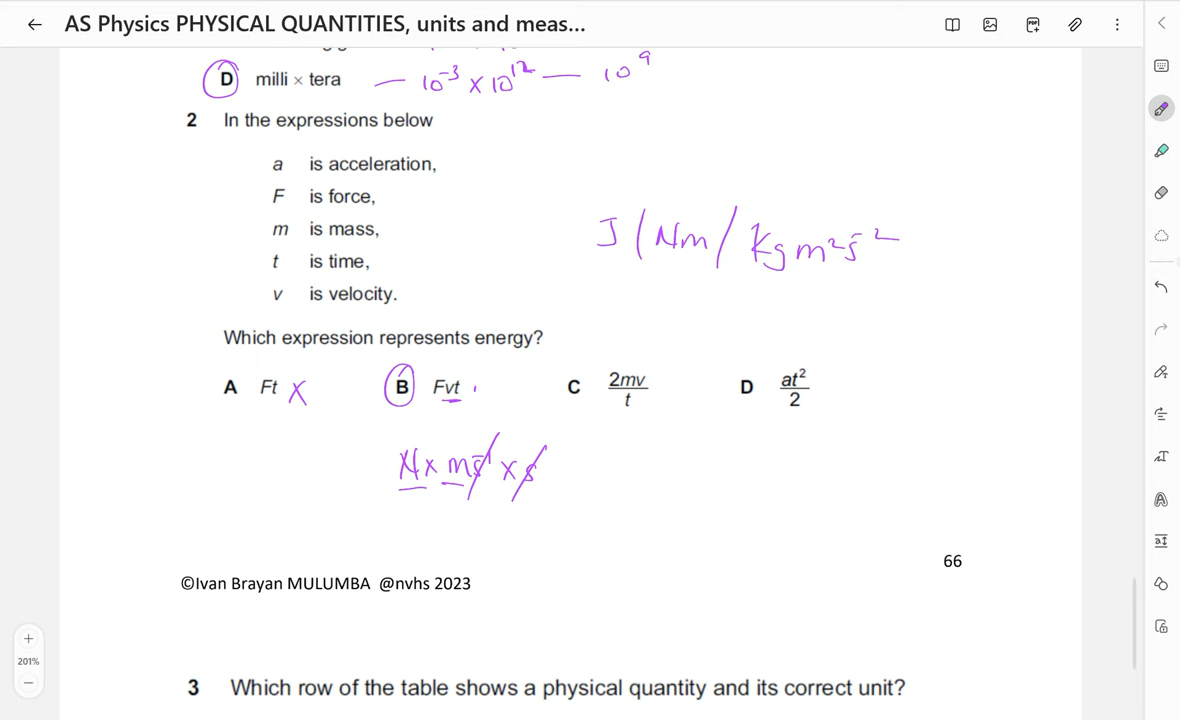 AS Physics PHYSICAL QUANTITIES, units and meas...
D milli × tera — 10⁻³ × 10¹² — 10⁹
2 In the expressions below
a is acceleration,
F is force,
m is mass,
J / Nm / Kg m² s⁻²
t is time,
v is velocity.
Which expression represents energy?
A Ft X B Fvt C 2mv/t D at²/2
N x ms⁻¹ x s
66
©Ivan Brayan MULUMBA @nvhs 2023
201%
3 Which row of the table shows a physical quantity and its correct unit?